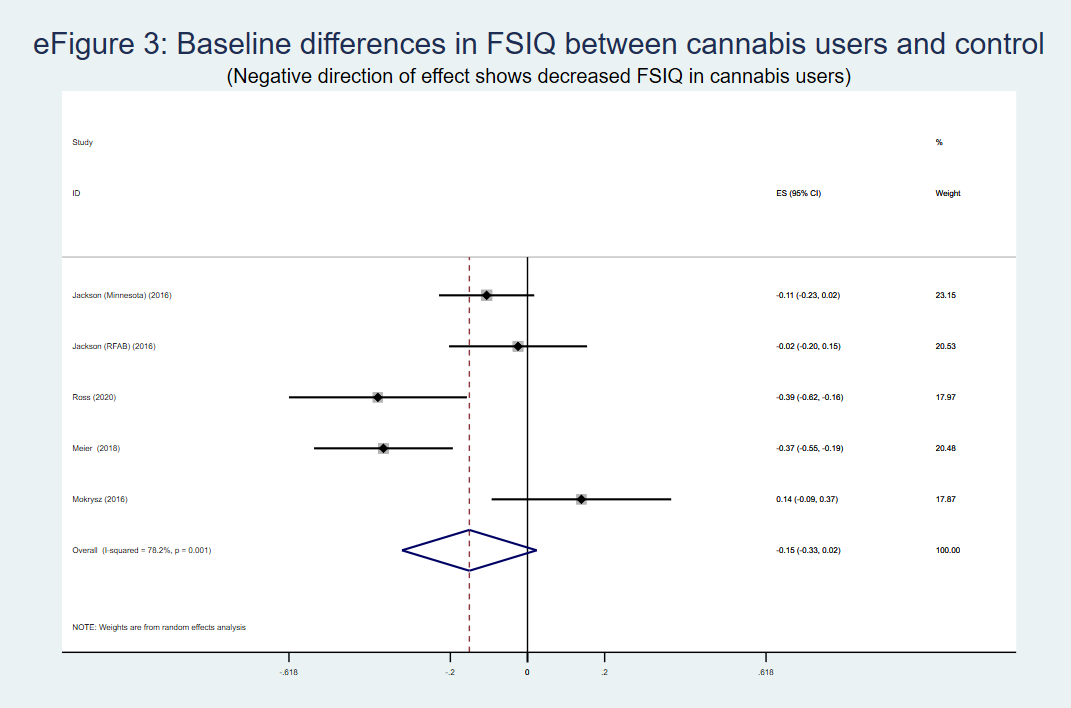 eFigure 3: Baseline differences in FSIQ between cannabis users and control
(Negative direction of effect shows decreased FSIQ in cannabis users)
Study %
ID ES (95% CI) Weight
Jackson (Minnesota) (2016) -0.11 (-0.23, 0.02) 23.15
Jackson (RFAB) (2016) -0.02 (-0.20, 0.15) 20.53
Ross (2020) -0.39 (-0.62, -0.16) 17.97
Meier (2018) -0.37 (-0.55, -0.19) 20.48
Mokrysz (2016) 0.14 (-0.09, 0.37) 17.87
Overall (I-squared = 78.2%, p = 0.001) -0.15 (-0.33, 0.02) 100.00
NOTE: Weights are from random effects analysis
-.618 -.2 0 .2 .618